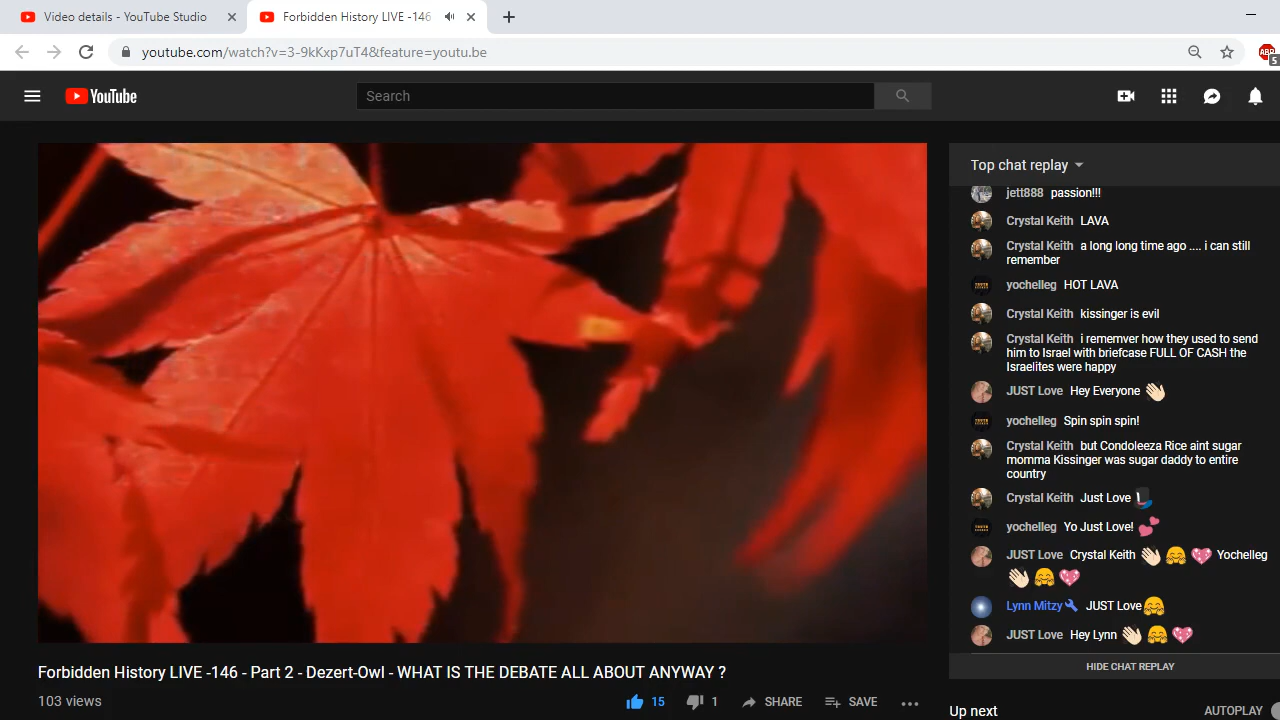 Video details - YouTube Studio
Forbidden History LIVE -146
youtube.com/watch?v=3-9kKxp7uT4&feature=youtu.be
ABP
5
YouTube
Search
Top chat replay
jett888 passion!!!
Crystal Keith LAVA
Crystal Keith a long long time ago .... i can still
remember
yochelleg HOT LAVA
Crystal Keith kissinger is evil
Crystal Keith i rememvr how they used to send
him to Israel with briefcase FULL OF CASH the
Israelites were happy
JUST Love Hey Everyone 👋🏻
yochelleg Spin spin spin!
Crystal Keith but Condoleeza Rice aint sugar
momma Kissinger was sugar daddy to entire
country
Crystal Keith Just Love
yochelleg Yo Just Love! 💕
JUST Love Crystal Keith 👋🏻 🤗 💖 Yochelleg
👋🏻 🤗 💖
Lynn Mitzy JUST Love 🤗
JUST Love Hey Lynn 👋🏻 🤗 💖
HIDE CHAT REPLAY
Forbidden History LIVE -146 - Part 2 - Dezert-Owl - WHAT IS THE DEBATE ALL ABOUT ANYWAY ?
103 views
15
1
SHARE
SAVE
Up next
AUTOPLAY